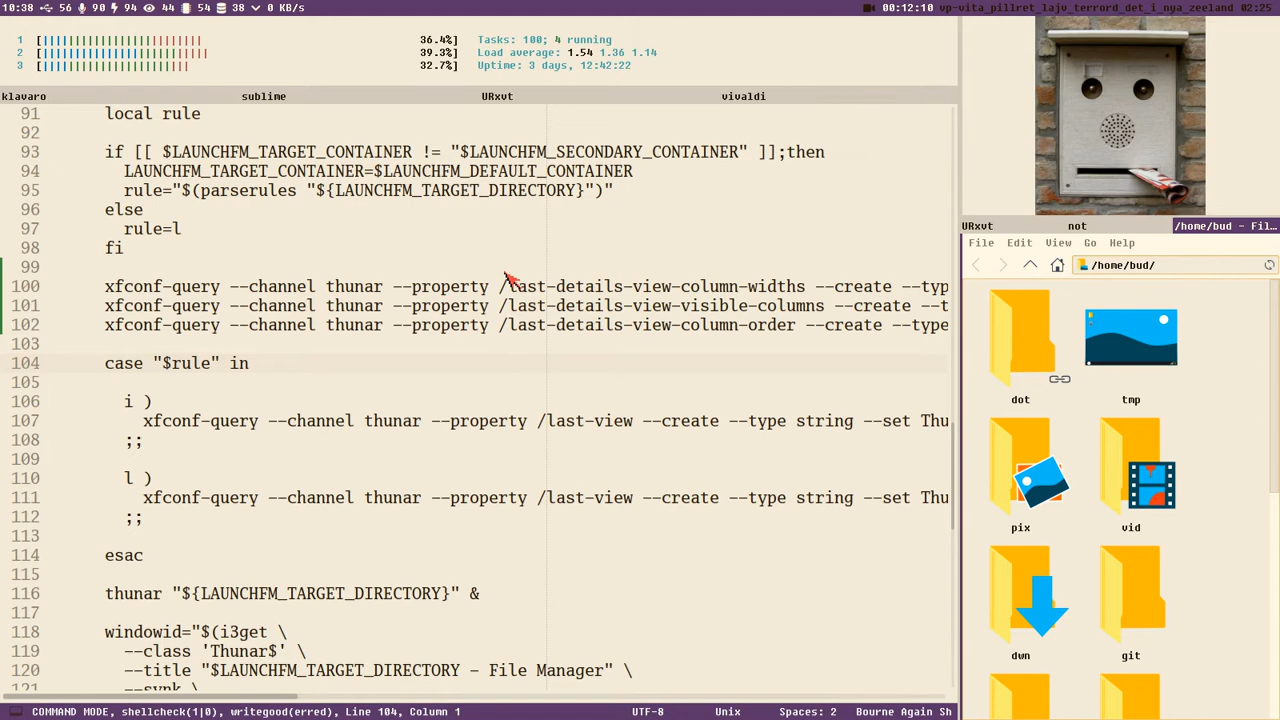 10:38 56 90 94 44 54 38 0 KB/s
00:12:10 vp-vita_pillret_lajv_terrord_det_i_nya_zeeland 02:25
1 [||||||||||||||||||||||||||||| 36.4%] Tasks: 100; 4 running
2 [|||||||||||||||||||||||||||||| 39.3%] Load average: 1.54 1.36 1.14
3 [||||||||||||||||||||||||||| 32.7%] Uptime: 3 days, 12:42:22
klavaro sublime URxvt vivaldi
91 local rule
92
93 if [[ $LAUNCHFM_TARGET_CONTAINER != "$LAUNCHFM_SECONDARY_CONTAINER" ]];then
94 LAUNCHFM_TARGET_CONTAINER=$LAUNCHFM_DEFAULT_CONTAINER
95 rule="$(parserules "${LAUNCHFM_TARGET_DIRECTORY}")"
96 else
97 rule=l
98 fi
99
100 xfconf-query --channel thunar --property /last-details-view-column-widths --create --typ
101 xfconf-query --channel thunar --property /last-details-view-visible-columns --create --t
102 xfconf-query --channel thunar --property /last-details-view-column-order --create --type
103
104 case "$rule" in
105
106 i )
107 xfconf-query --channel thunar --property /last-view --create --type string --set Thu
108 ;;
109
110 l )
111 xfconf-query --channel thunar --property /last-view --create --type string --set Thu
112 ;;
113
114 esac
115
116 thunar "${LAUNCHFM_TARGET_DIRECTORY}" &
117
118 windowid="$(i3get \
119 --class 'Thunar$' \
120 --title "$LAUNCHFM_TARGET_DIRECTORY - File Manager" \
121 --synk \
COMMAND MODE, shellcheck(1|0), writegood(erred), Line 104, Column 1 UTF-8 Unix Spaces: 2 Bourne Again Sh
URxvt not /home/bud - Fil...
File Edit View Go Help
/home/bud/
dot tmp
pix vid
dwn git